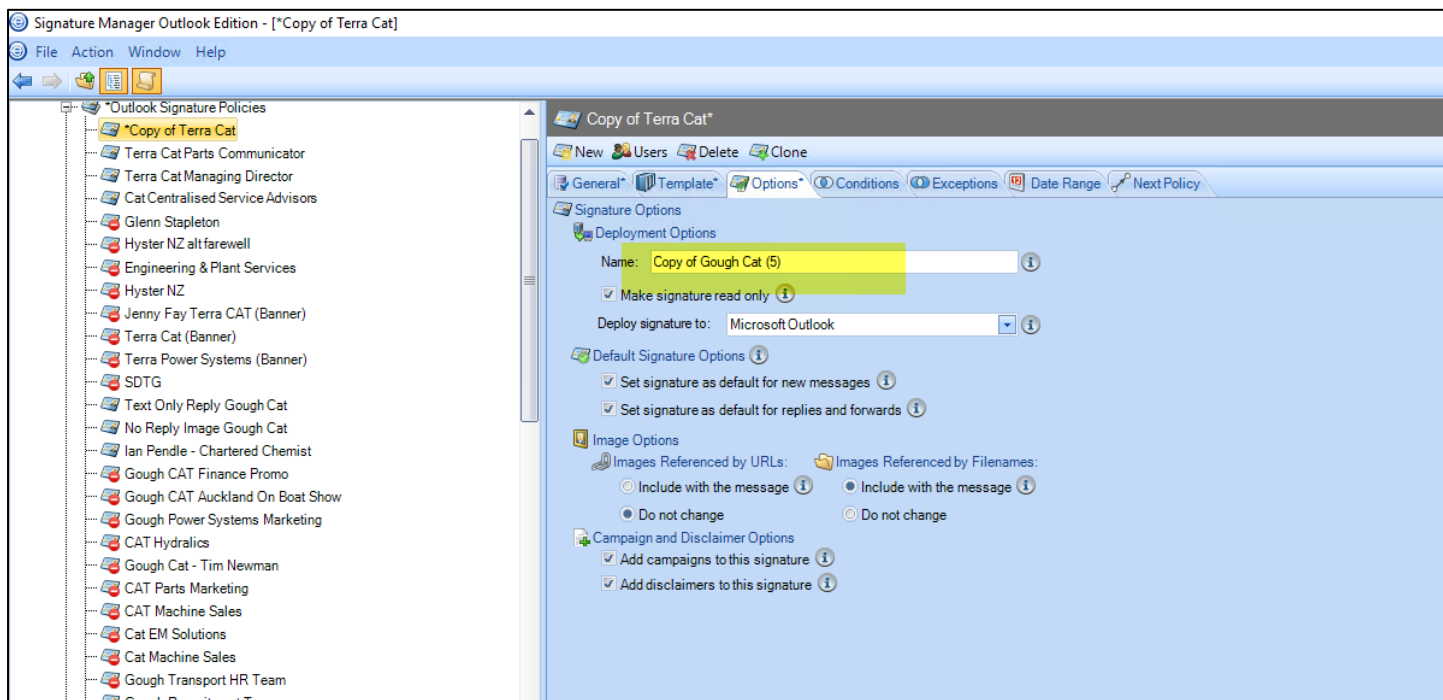 Signature Manager Outlook Edition - [*Copy of Terra Cat]
File Action Window Help
*Outlook Signature Policies
*Copy of Terra Cat
Terra Cat Parts Communicator
Terra Cat Managing Director
Cat Centralised Service Advisors
Glenn Stapleton
Hyster NZ alt farewell
Engineering & Plant Services
Hyster NZ
Jenny Fay Terra CAT (Banner)
Terra Cat (Banner)
Terra Power Systems (Banner)
SDTG
Text Only Reply Gough Cat
No Reply Image Gough Cat
Ian Pendle - Chartered Chemist
Gough CAT Finance Promo
Gough CAT Auckland On Boat Show
Gough Power Systems Marketing
CAT Hydralics
Gough Cat - Tim Newman
CAT Parts Marketing
CAT Machine Sales
Cat EM Solutions
Cat Machine Sales
Gough Transport HR Team
Copy of Terra Cat*
New Users Delete Clone
General* Template* Options* Conditions Exceptions Date Range Next Policy
Signature Options
Deployment Options
Name: Copy of Gough Cat (5)
Make signature read only
Deploy signature to: Microsoft Outlook
Default Signature Options
Set signature as default for new messages
Set signature as default for replies and forwards
Image Options
Images Referenced by URLs: Images Referenced by Filenames:
Include with the message Include with the message
Do not change Do not change
Campaign and Disclaimer Options
Add campaigns to this signature
Add disclaimers to this signature